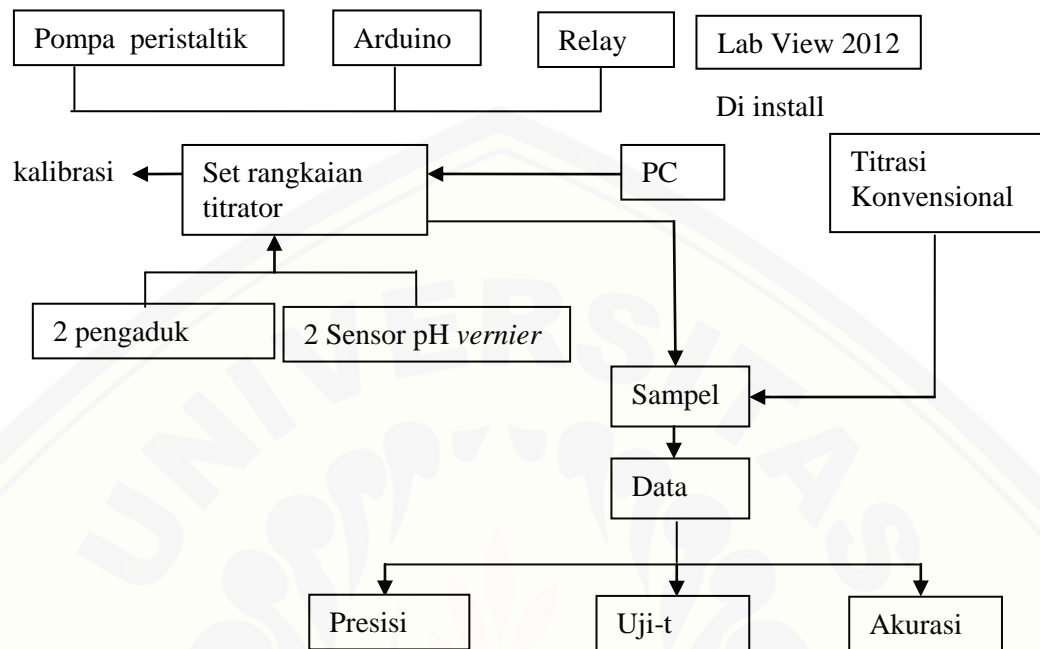 Pompa peristaltik
Arduino
Relay
Lab View 2012
Di install
kalibrasi
Set rangkaian
titrator
PC
Titrasi
Konvensional
2 pengaduk
2 Sensor pH vernier
Sampel
Data
Presisi
Uji-t
Akurasi
UNIVERSITAS